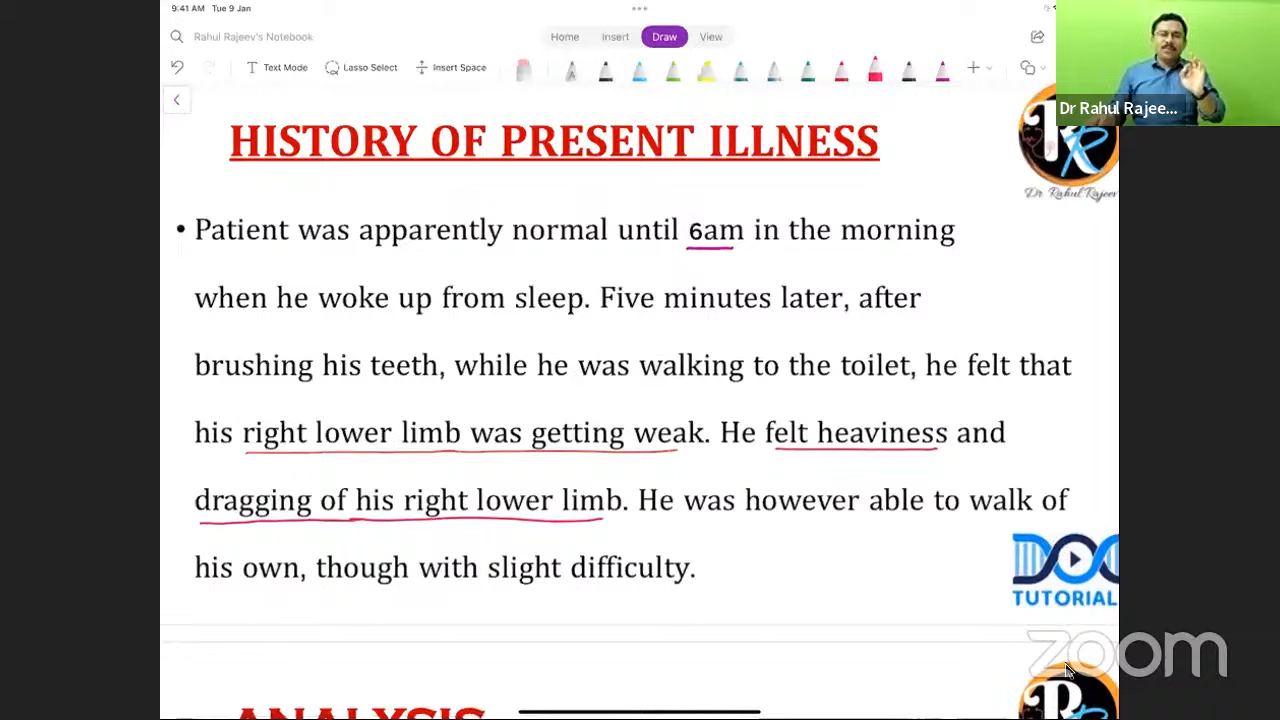 9:41 AM Tue 9 Jan
Rahul Rajeev's Notebook
Home Insert Draw View
Text Mode Lasso Select Insert Space
Dr Rahul Rajee...
HISTORY OF PRESENT ILLNESS
R
Dr Rahul Rajeev
• Patient was apparently normal until 6am in the morning
when he woke up from sleep. Five minutes later, after
brushing his teeth, while he was walking to the toilet, he felt that
his right lower limb was getting weak. He felt heaviness and
dragging of his right lower limb. He was however able to walk of
his own, though with slight difficulty.
DOC
TUTORIAL
zoom
ANALYSIS